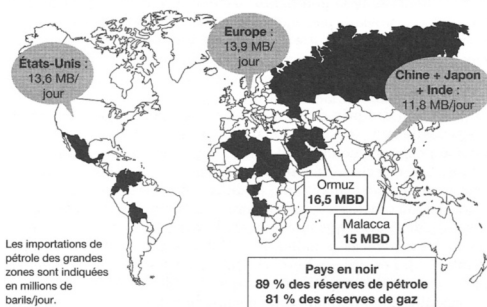 Europe :
13,9 MB/
jour
États-Unis :
13,6 MB/
jour
Chine + Japon
+ Inde :
11,8 MB/jour
Ormuz
16,5 MBD
Malacca
15 MBD
Les importations de
pétrole des grandes
zones sont indiquées
en millions de
barils/jour.
Pays en noir
89 % des réserves de pétrole
81 % des réserves de gaz